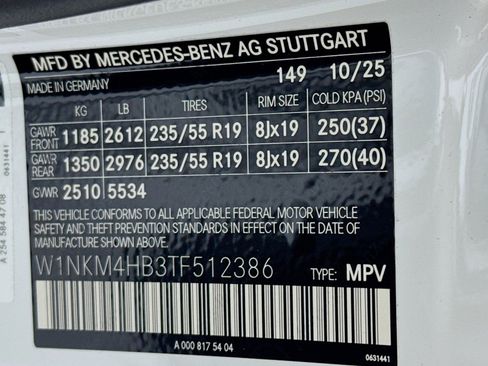 MFD BY MERCEDES-BENZ AG STUTTGART
MADE IN GERMANY 149 10/25
KG LB TIRES RIM SIZE COLD KPA(PSI)
GAWR FRONT 1185 2612 235/55 R19 8Jx19 250(37)
GAWR REAR 1350 2976 235/55 R19 8Jx19 270(40)
GVWR 2510 5534
THIS VEHICLE CONFORMS TO ALL APPLICABLE FEDERAL MOTOR VEHICLE
SAFETY, BUMPER, AND THEFT PREVENTION STANDARDS IN EFFECT ON
THE DATE OF MANUFACTURE SHOWN ABOVE.
W1NKM4HB3TF512386 TYPE: MPV
A 000 817 54 04
0631441
A 254 584 47 08
0631441